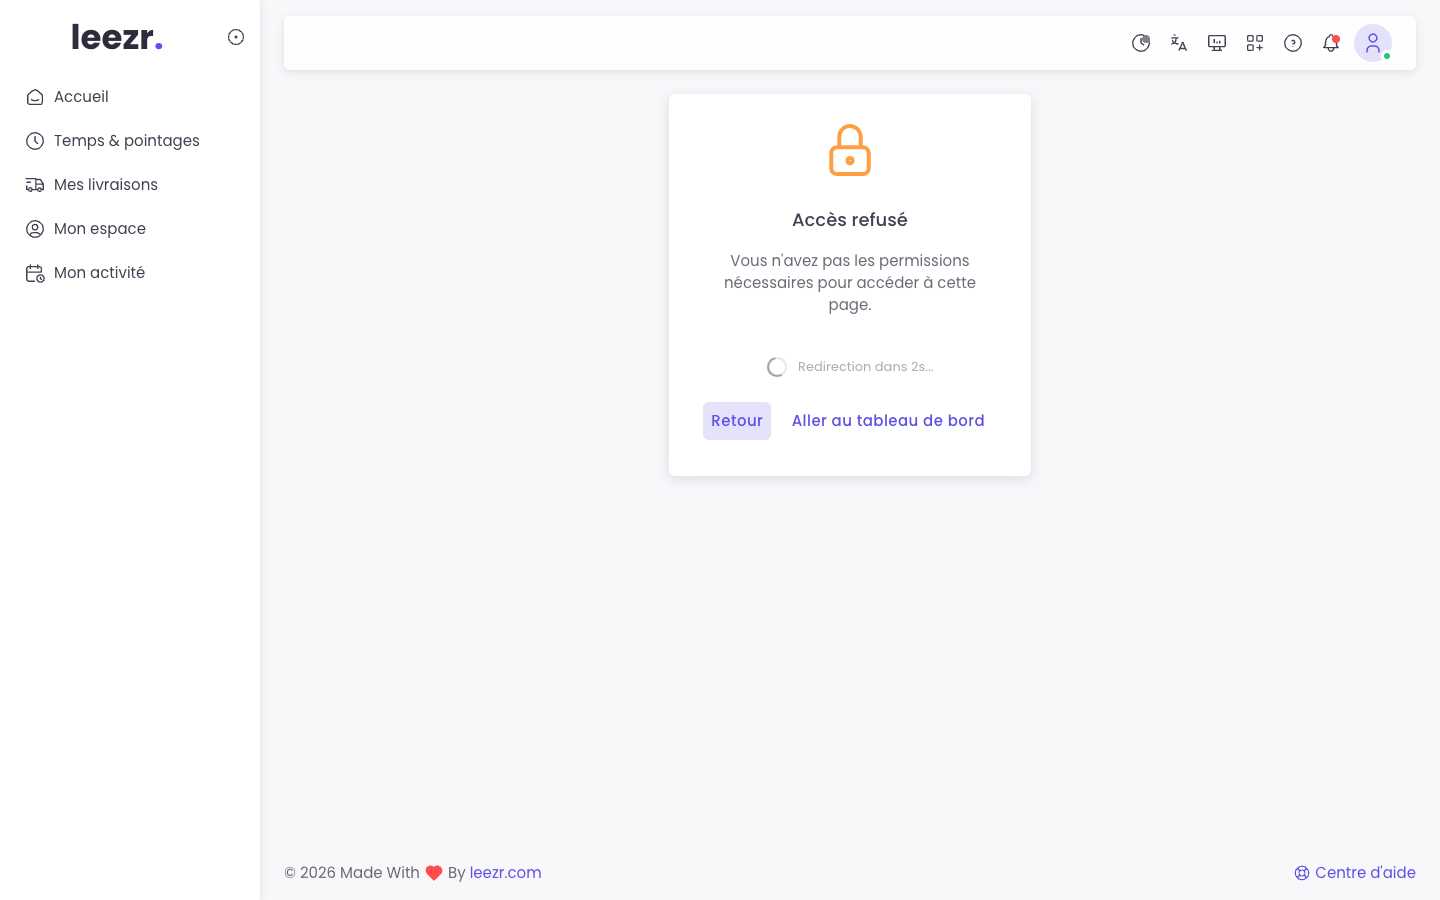 leezr.
Accueil
Temps & pointages
Mes livraisons
Mon espace
Mon activité
Accès refusé
Vous n'avez pas les permissions
nécessaires pour accéder à cette
page.
Redirection dans 2s...
Retour
Aller au tableau de bord
© 2026 Made With By leezr.com
Centre d'aide